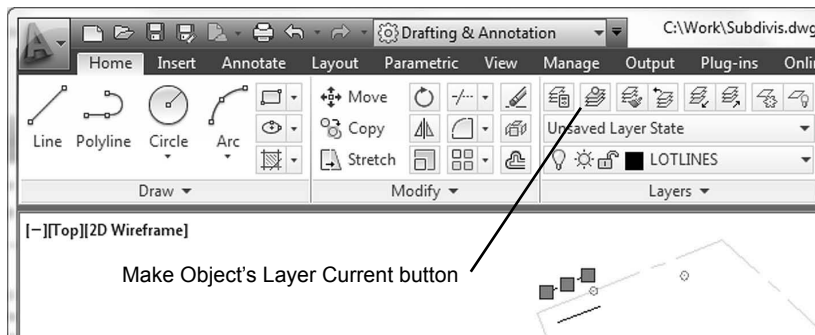 Drafting & Annotation
C:\Work\Subdivis.dwg
Home Insert Annotate Layout Parametric View Manage Output Plug-ins Onlin
Line Polyline Circle Arc
Move
Copy
Stretch
Unsaved Layer State
LOTLINES
Draw Modify Layers
[−][Top][2D Wireframe]
Make Object's Layer Current button